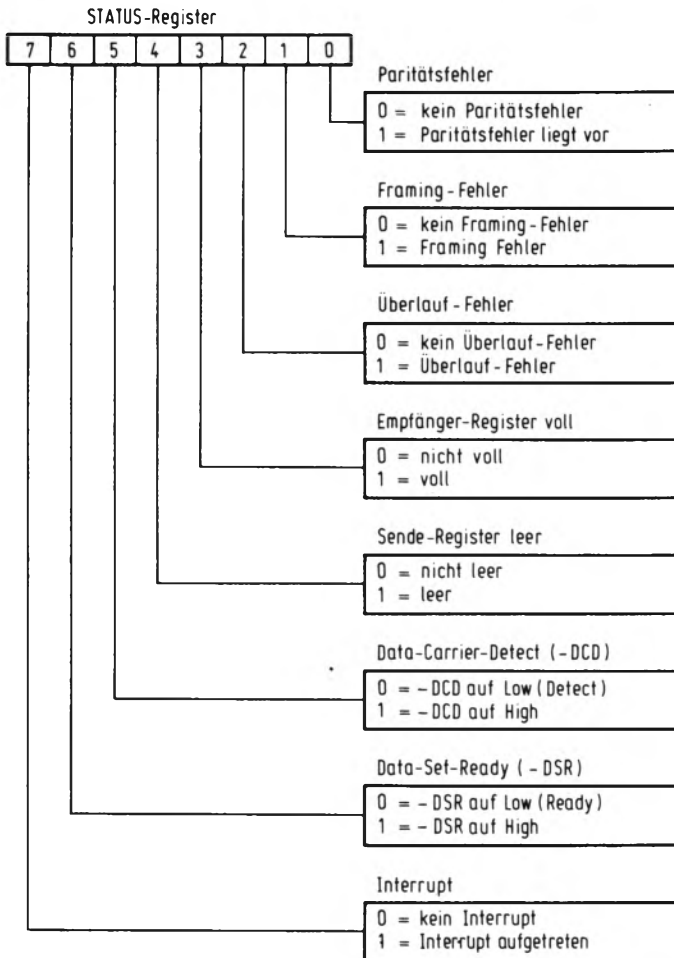 STATUS-Register
7 6 5 4 3 2 1 0
Paritätsfehler
0 = kein Paritätsfehler
1 = Paritätsfehler liegt vor
Framing-Fehler
0 = kein Framing-Fehler
1 = Framing Fehler
Überlauf-Fehler
0 = kein Überlauf-Fehler
1 = Überlauf-Fehler
Empfänger-Register voll
0 = nicht voll
1 = voll
Sende-Register leer
0 = nicht leer
1 = leer
Data-Carrier-Detect (-DCD)
0 = -DCD auf Low (Detect)
1 = -DCD auf High
Data-Set-Ready (-DSR)
0 = -DSR auf Low (Ready)
1 = -DSR auf High
Interrupt
0 = kein Interrupt
1 = Interrupt aufgetreten